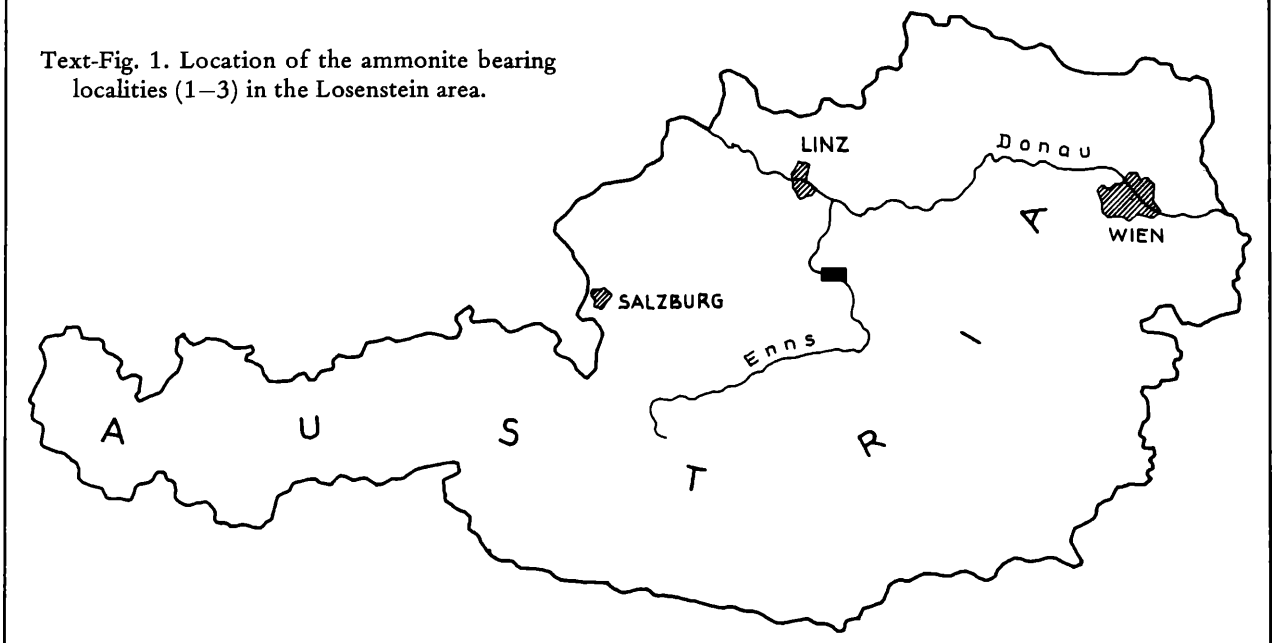 Text-Fig. 1. Location of the ammonite bearing
localities (1—3) in the Losenstein area.
LINZ
Donau
WIEN
SALZBURG
Enns
AUSTRIA